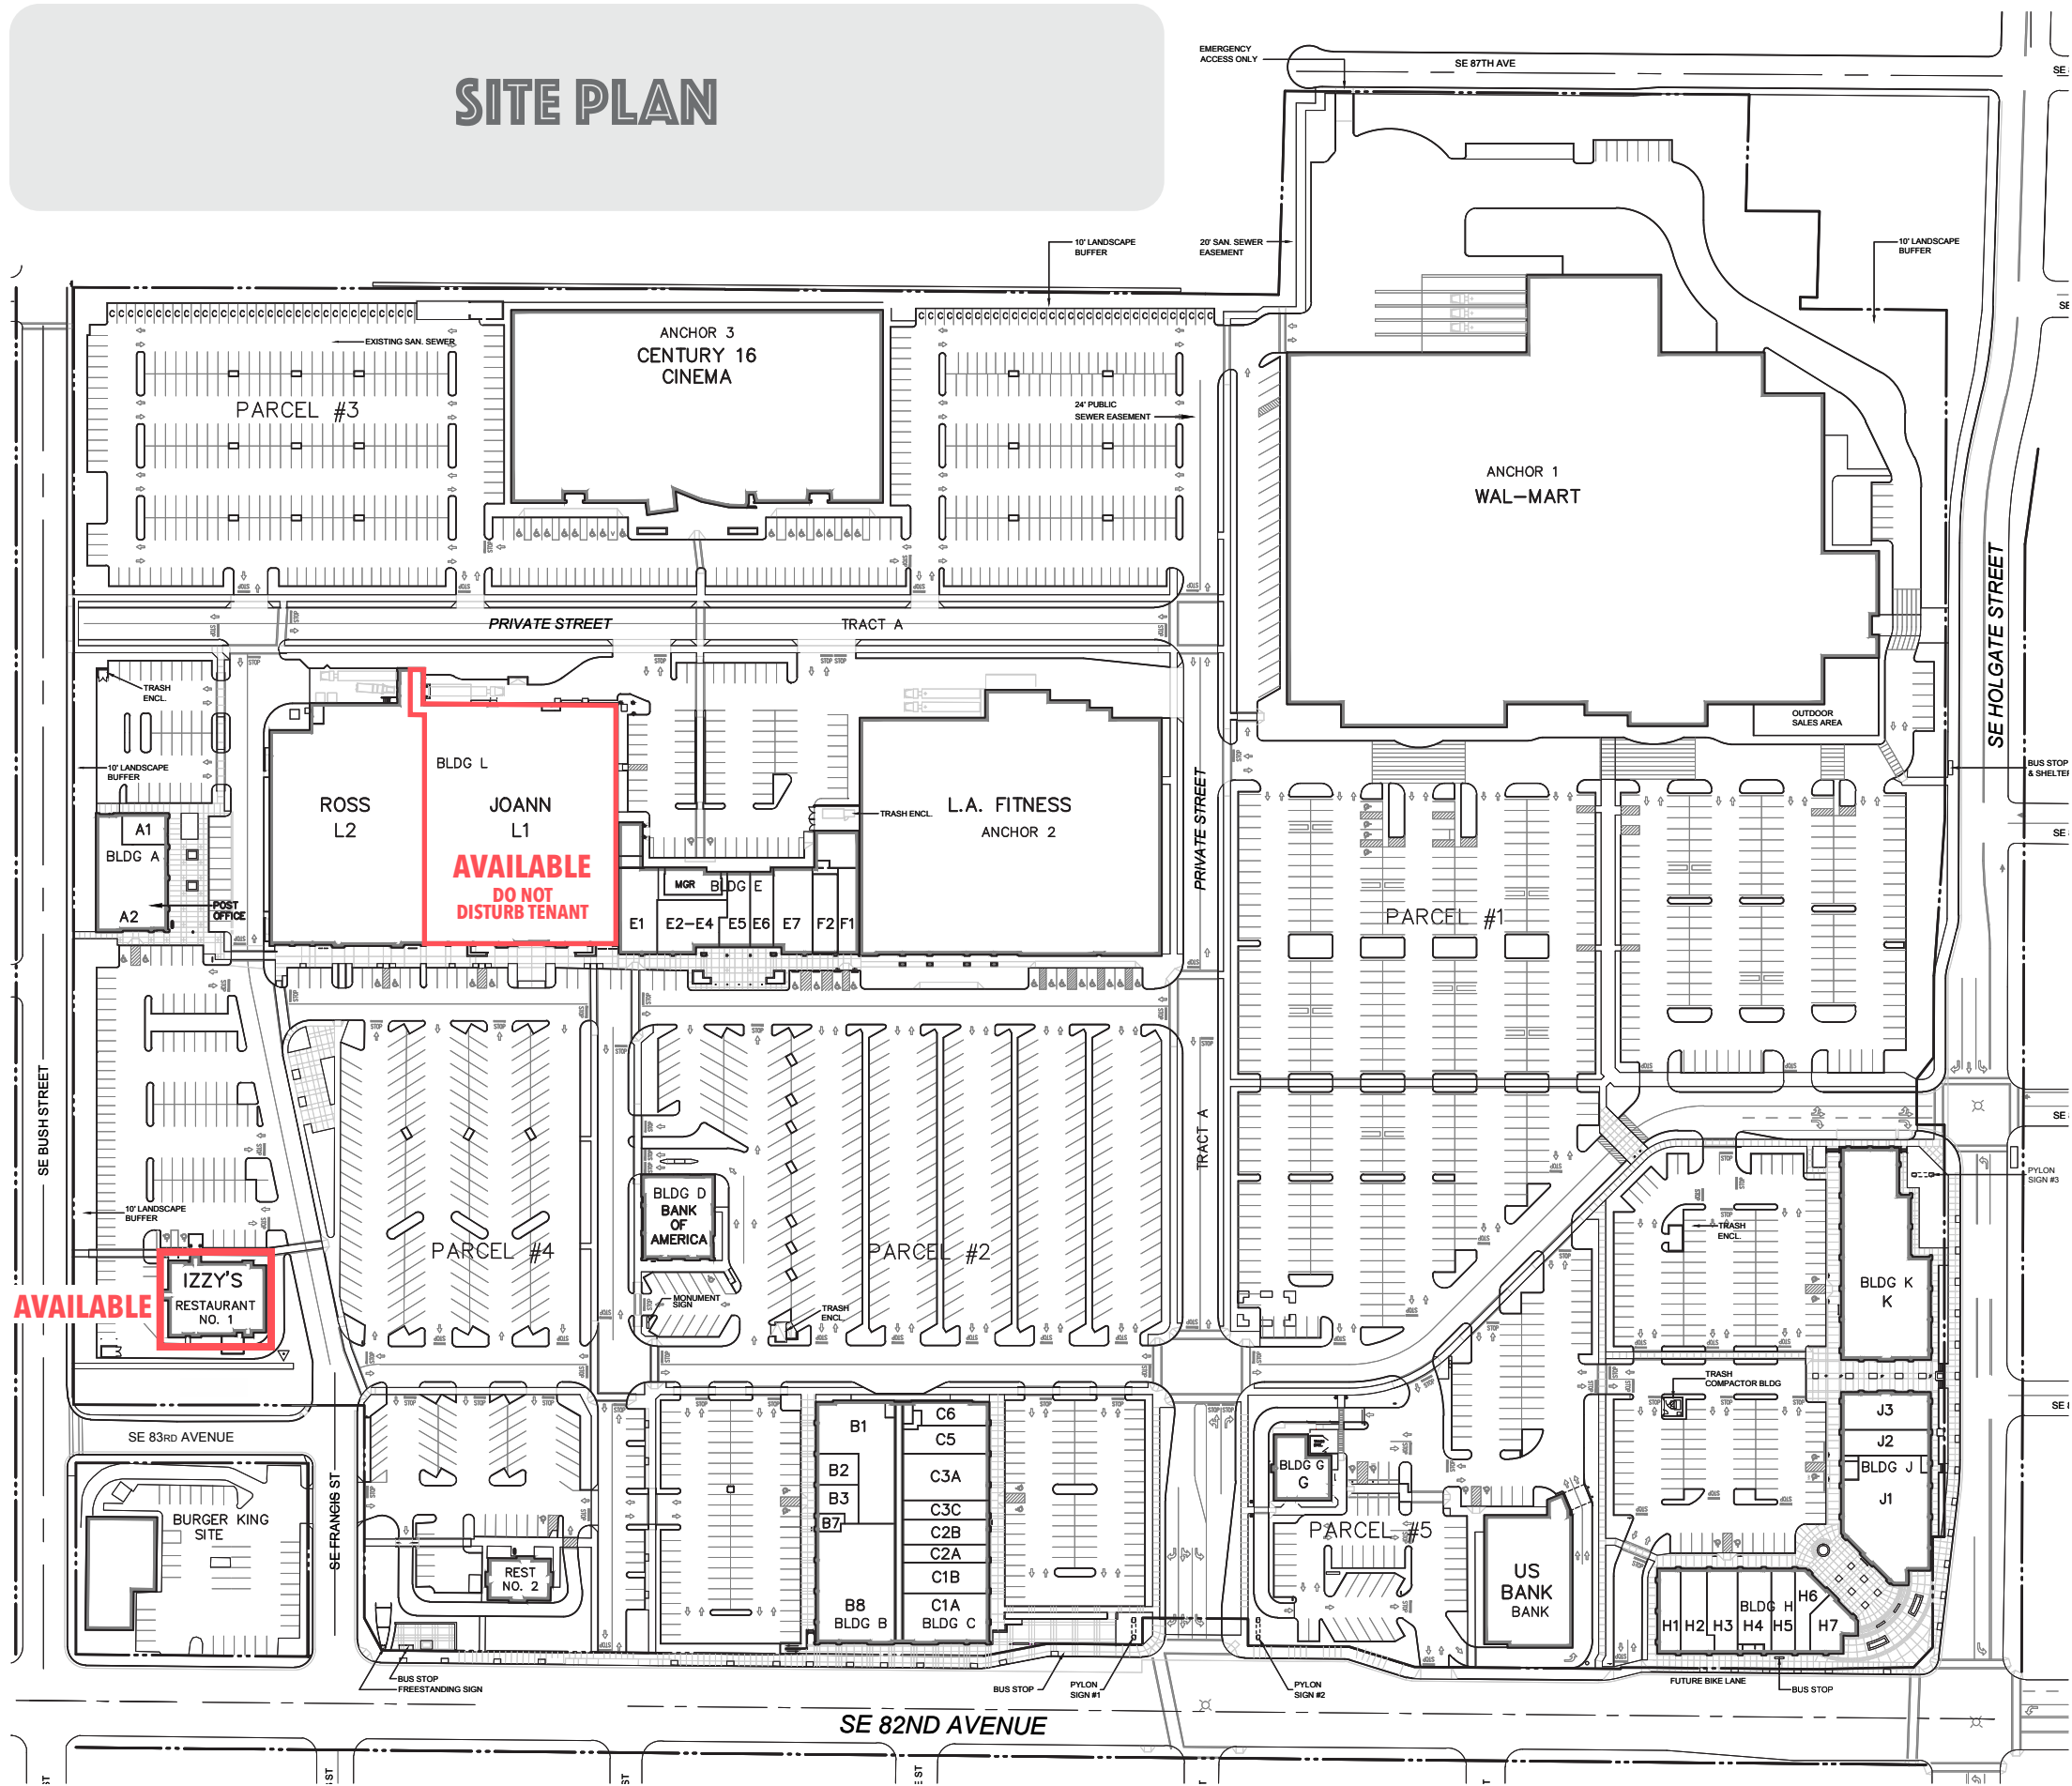 SITE PLAN
EMERGENCY
ACCESS ONLY
SE 87TH AVE
10' LANDSCAPE
BUFFER
20' SAN. SEWER
EASEMENT
10' LANDSCAPE
BUFFER
EXISTING SAN. SEWER
PARCEL #3
ANCHOR 3
CENTURY 16
CINEMA
24' PUBLIC
SEWER EASEMENT
ANCHOR 1
WAL-MART
OUTDOOR
SALES AREA
SE HOLGATE STREET
PRIVATE STREET
TRACT A
TRASH
ENCL.
10' LANDSCAPE
BUFFER
A1
BLDG A
A2
POST
OFFICE
ROSS
L2
BLDG L
JOANN
L1
AVAILABLE
DO NOT
DISTURB TENANT
TRASH ENCL.
MGR
BLDG E
E1
E2-E4
E5
E6
E7
F2
F1
L.A. FITNESS
ANCHOR 2
PRIVATE STREET
PARCEL #1
BUS STOP
& SHELTER
SE BUSH STREET
10' LANDSCAPE
BUFFER
AVAILABLE
IZZY'S
RESTAURANT
NO. 1
PARCEL #4
BLDG D
BANK
OF
AMERICA
MONUMENT
SIGN
PARCEL #2
TRASH
ENCL.
TRACT A
PYLON
SIGN #3
TRASH
ENCL.
BLDG K
K
TRASH
COMPACTOR BLDG
J3
J2
BLDG J
J1
SE 83RD AVENUE
BURGER KING
SITE
SE FRANCIS ST
REST
NO. 2
B1
B2
B3
B7
B8
BLDG B
C6
C5
C3A
C3C
C2B
C2A
C1B
C1A
BLDG C
BLDG G
G
PARCEL #5
US
BANK
BANK
BLDG H
H1
H2
H3
H4
H5
H6
H7
BUS STOP
FREESTANDING SIGN
BUS STOP
PYLON
SIGN #1
PYLON
SIGN #2
FUTURE BIKE LANE
BUS STOP
SE 82ND AVENUE